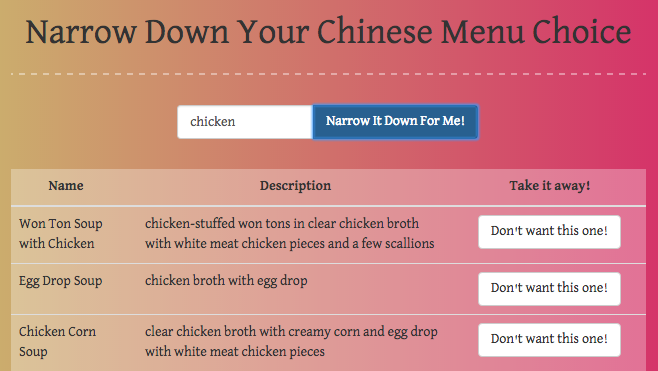 Narrow Down Your Chinese Menu Choice
chicken Narrow It Down For Me!
Name Description Take it away!
Won Ton Soup with Chicken chicken-stuffed won tons in clear chicken broth with white meat chicken pieces and a few scallions Don't want this one!
Egg Drop Soup chicken broth with egg drop Don't want this one!
Chicken Corn Soup clear chicken broth with creamy corn and egg drop with white meat chicken pieces Don't want this one!